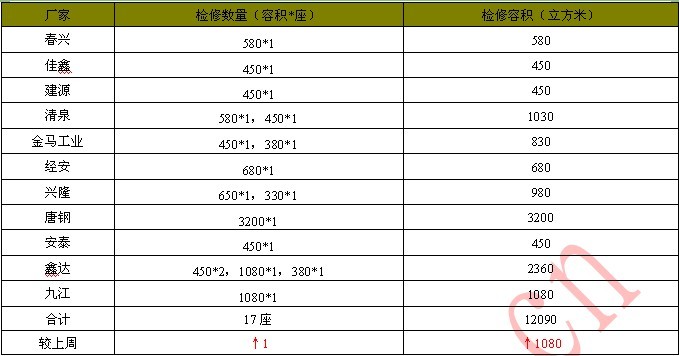 厂家 检修数量（容积*座） 检修容积（立方米）
春兴 580*1 580
佳鑫 450*1 450
建源 450*1 450
清泉 580*1，450*1 1030
金马工业 450*1，380*1 830
经安 680*1 680
兴隆 650*1，330*1 980
唐钢 3200*1 3200
安泰 450*1 450
鑫达 450*2，1080*1，380*1 2360
九江 1080*1 1080
合计 17座 12090
较上周 ↑1 ↑1080
cn